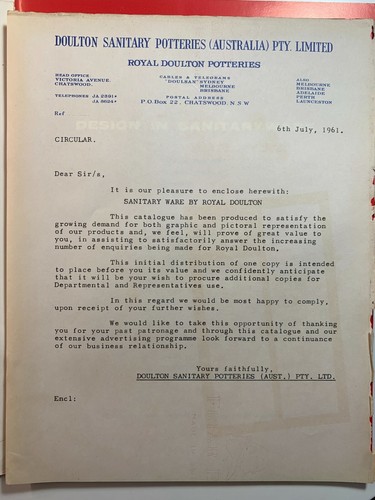 DOULTON SANITARY POTTERIES (AUSTRALIA) PTY. LIMITED
ROYAL DOULTON POTTERIES
HEAD OFFICE
VICTORIA AVENUE,
CHATSWOOD.
TELEPHONES JA 2391
JA 8624
CABLES & TELEGRAMS
"DOULSAN" SYDNEY
MELBOURNE
BRISBANE
POSTAL ADDRESS
P.O. Box 22, CHATSWOOD, N S W
ALSO
MELBOURNE
BRISBANE
ADELAIDE
PERTH
LAUNCESTON
Ref
DESIGN IN SANITARY
6th July, 1961.
CIRCULAR.
Dear Sir/s,
It is our pleasure to enclose herewith:
SANITARY WARE BY ROYAL DOULTON
This catalogue has been produced to satisfy the
growing demand for both graphic and pictoral representation
of our products and, we feel, will prove of great value to
you, in assisting to satisfactorily answer the increasing
number of enquiries being made for Royal Doulton.
This initial distribution of one copy is intended
to place before you its value and we confidently anticipate
that it will be your wish to procure additional copies for
Departmental and Representatives use.
In this regard we would be most happy to comply,
upon receipt of your further wishes.
We would like to take this opportunity of thanking
you for your past patronage and through this catalogue and our
extensive advertising programme look forward to a continuance
of our business relationship.
Yours faithfully,
DOULTON SANITARY POTTERIES (AUST.) PTY. LTD.
Encl: